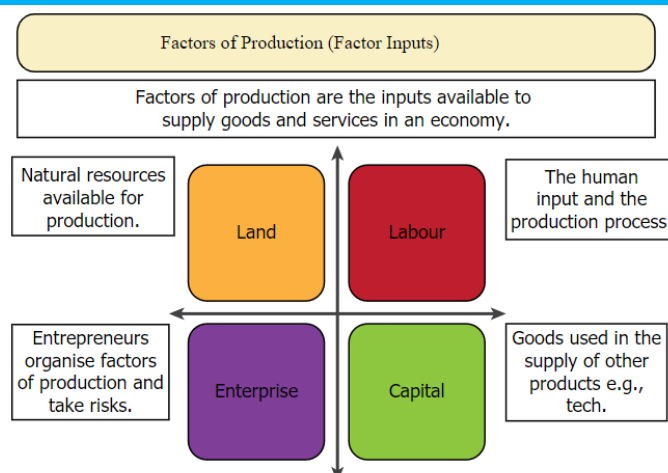 Factors of Production (Factor Inputs)
Factors of production are the inputs available to
supply goods and services in an economy.
Natural resources
available for
production.
Land
Labour
The human
input and the
production process
Entrepreneurs
organise factors
of production and
take risks.
Enterprise
Capital
Goods used in the
supply of other
products e.g.,
tech.